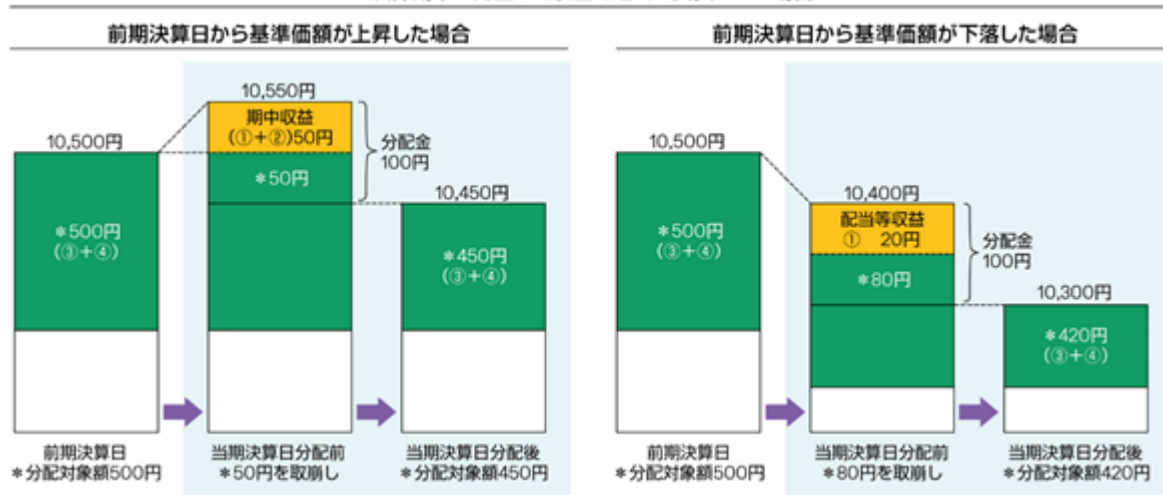 前期決算日から基準価額が上昇した場合
10,500円
*500円
(③+④)
前期決算日
*分配対象額500円
10,550円
期中収益
(①+②)50円
*50円
分配金
100円
当期決算日分配前
*50円を取崩し
10,450円
*450円
(③+④)
当期決算日分配後
*分配対象額450円
前期決算日から基準価額が下落した場合
10,500円
*500円
(③+④)
前期決算日
*分配対象額500円
10,400円
配当等収益
① 20円
*80円
分配金
100円
当期決算日分配前
*80円を取崩し
10,300円
*420円
(③+④)
当期決算日分配後
*分配対象額420円